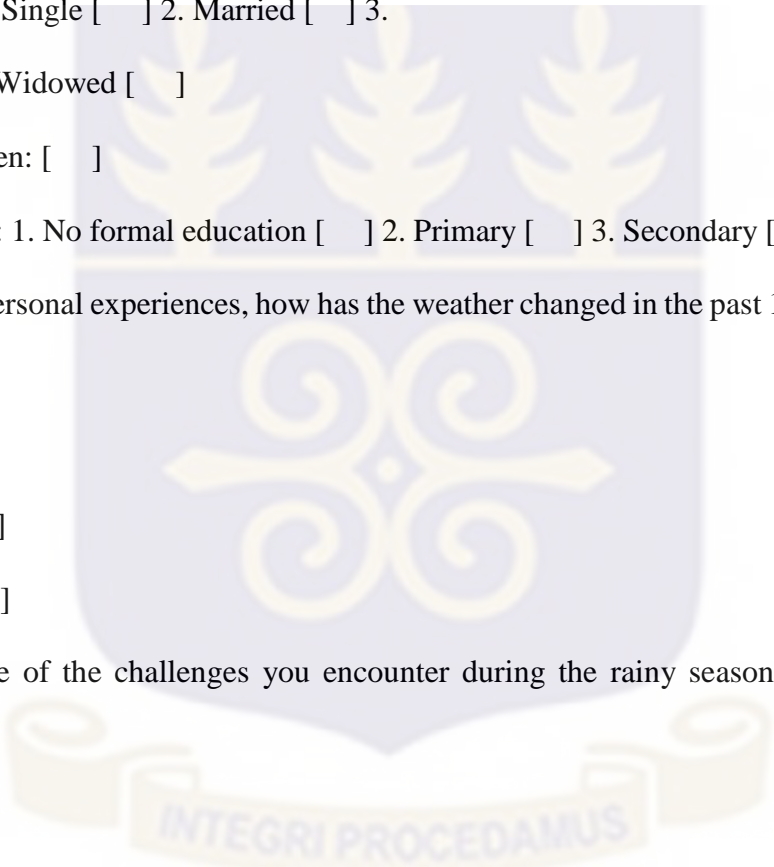 Single [    ] 2. Married [    ] 3.
Widowed [    ]
en: [    ]
: 1. No formal education [    ] 2. Primary [    ] 3. Secondary [
ersonal experiences, how has the weather changed in the past 1
]
]
e of the challenges you encounter during the rainy season
INTEGRI PROCEDAMUS